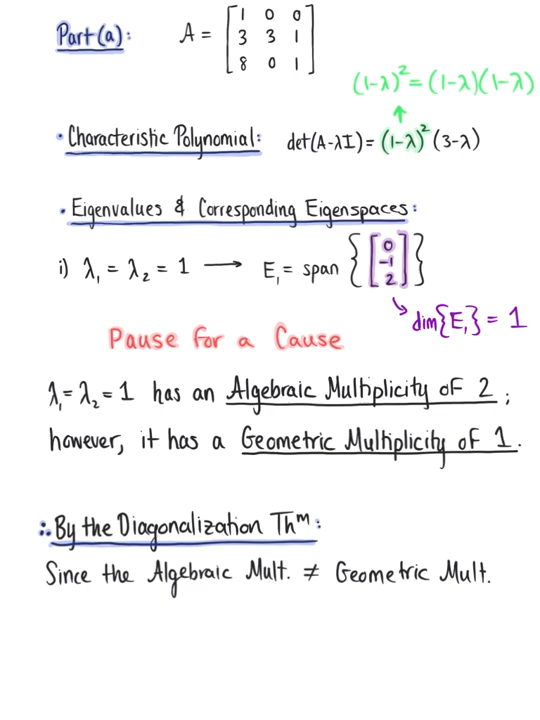 Part(a): A = [1 0 0
3 3 1
8 0 1]
(1-λ)² = (1-λ)(1-λ)
↑
• Characteristic Polynomial: det(A-λI) = (1-λ)² (3-λ)
• Eigenvalues & Corresponding Eigenspaces:
i) λ₁ = λ₂ = 1 → E₁ = span {[0
-1
2]}
↳ dim{E₁} = 1
Pause for a Cause
λ₁ = λ₂ = 1 has an Algebraic Multiplicity of 2 ;
however, it has a Geometric Multiplicity of 1.
∴ By the Diagonalization Thᵐ:
Since the Algebraic Mult. ≠ Geometric Mult.